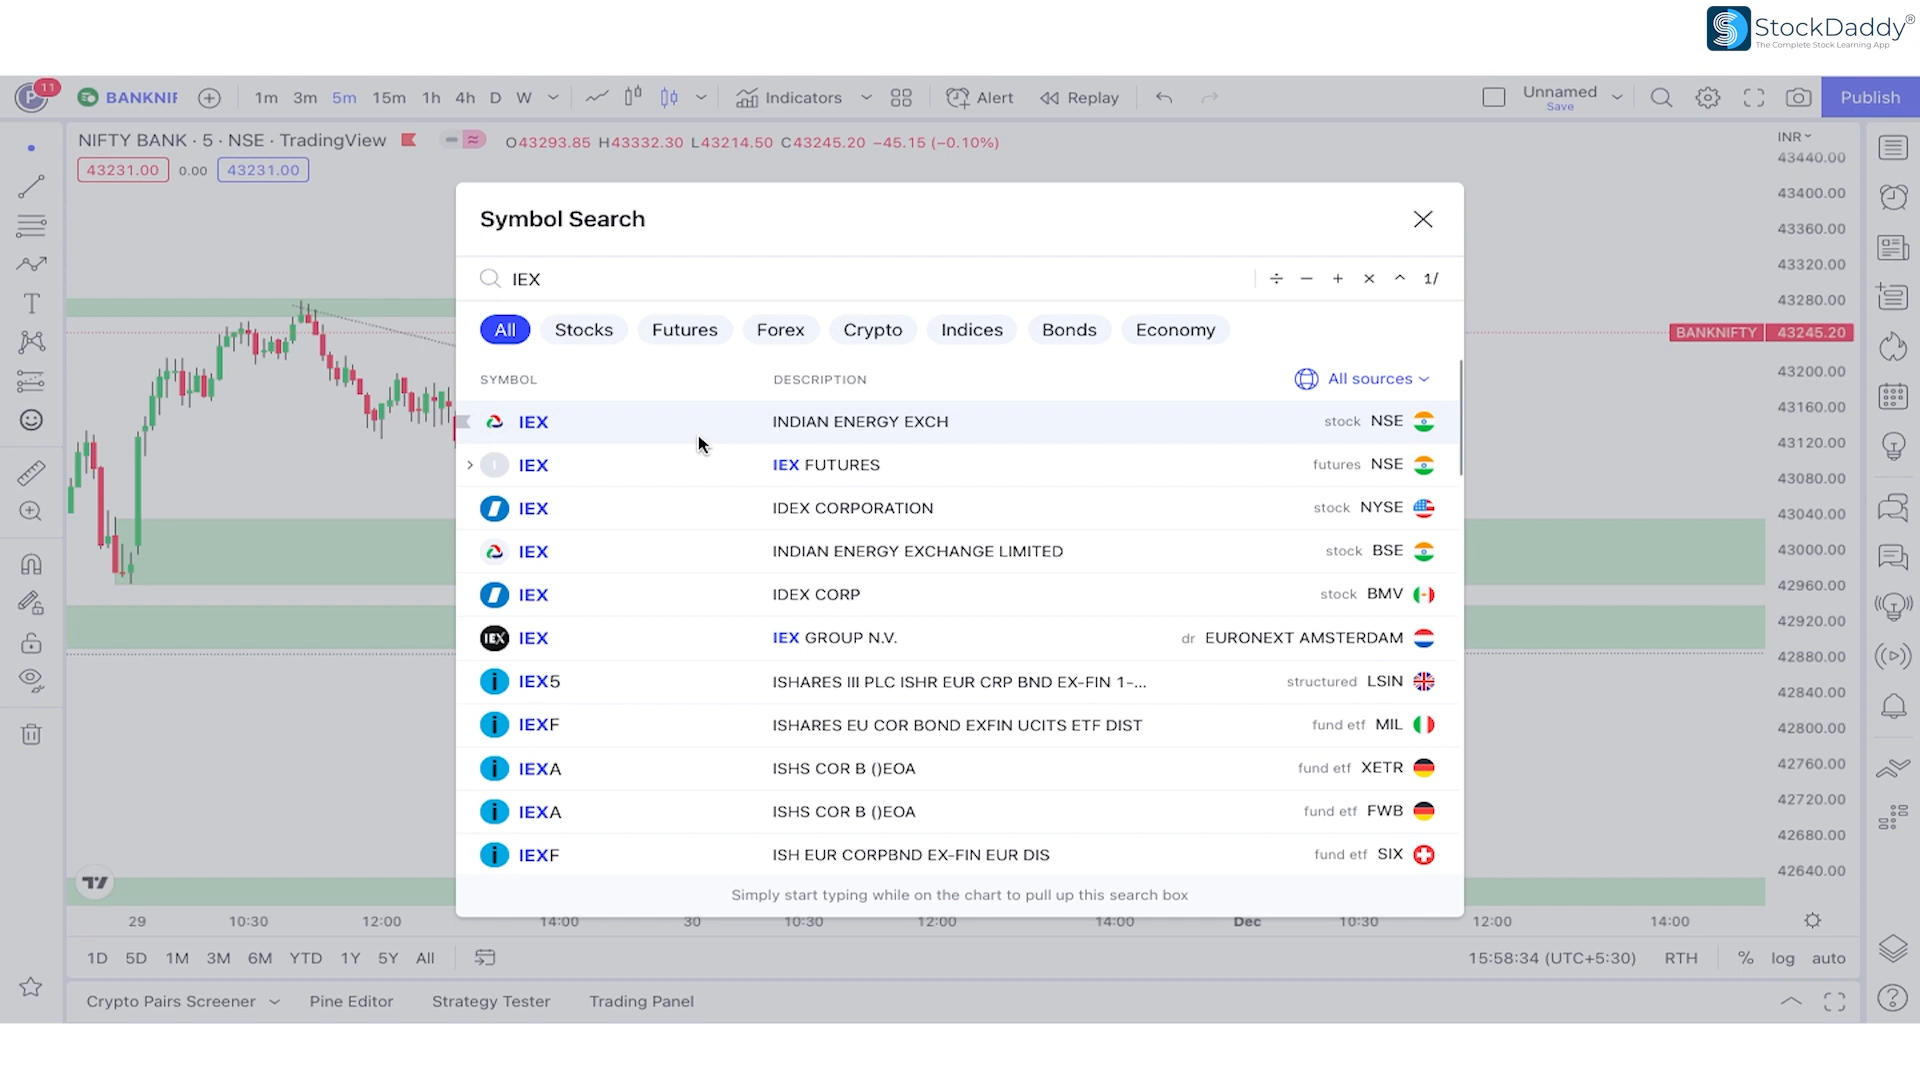 StockDaddy®
The Complete Stock Learning App
P 11 BANKNIF 1m 3m 5m 15m 1h 4h D W Indicators Alert Replay Unnamed Save Publish
NIFTY BANK · 5 · NSE · TradingView O43293.85 H43332.30 L43214.50 C43245.20 −45.15 (−0.10%) INR
43231.00 0.00 43231.00
Symbol Search
IEX ÷ − + × ^ 1/
All Stocks Futures Forex Crypto Indices Bonds Economy
SYMBOL DESCRIPTION All sources
IEX INDIAN ENERGY EXCH stock NSE
I IEX IEX FUTURES futures NSE
IEX IDEX CORPORATION stock NYSE
IEX INDIAN ENERGY EXCHANGE LIMITED stock BSE
IEX IDEX CORP stock BMV
IEX IEX IEX GROUP N.V. dr EURONEXT AMSTERDAM
i IEX5 ISHARES III PLC ISHR EUR CRP BND EX-FIN 1-... structured LSIN
i IEXF ISHARES EU COR BOND EXFIN UCITS ETF DIST fund etf MIL
i IEXA ISHS COR B ()EOA fund etf XETR
i IEXA ISHS COR B ()EOA fund etf FWB
i IEXF ISH EUR CORPBND EX-FIN EUR DIS fund etf SIX
Simply start typing while on the chart to pull up this search box
43440.00
43400.00
43360.00
43320.00
43280.00
BANKNIFTY 43245.20
43200.00
43160.00
43120.00
43080.00
43040.00
43000.00
42960.00
42920.00
42880.00
42840.00
42800.00
42760.00
42720.00
42680.00
42640.00
29 10:30 12:00 14:00 30 10:30 12:00 14:00 Dec 10:30 12:00 14:00
1D 5D 1M 3M 6M YTD 1Y 5Y All 15:58:34 (UTC+5:30) RTH % log auto
Crypto Pairs Screener Pine Editor Strategy Tester Trading Panel